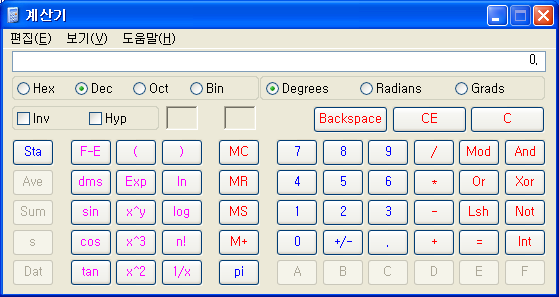 계산기
편집(E) 보기(V) 도움말(H)
0.
Hex Dec Oct Bin Degrees Radians Grads
Inv Hyp Backspace CE C
Sta F-E ( ) MC 7 8 9 / Mod And
Ave dms Exp ln MR 4 5 6 * Or Xor
Sum sin x^y log MS 1 2 3 - Lsh Not
s cos x^3 n! M+ 0 +/- . + = Int
Dat tan x^2 1/x pi A B C D E F